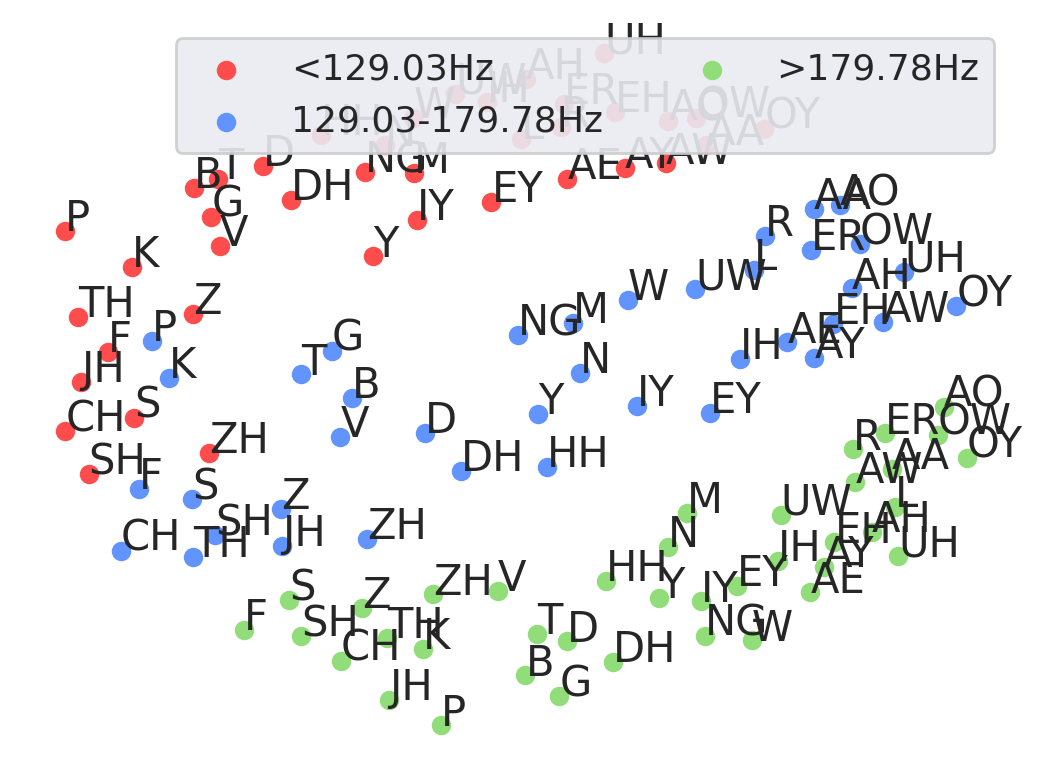 UH
<129.03Hz >179.78Hz
129.03-179.78Hz
AH
UW IH ER EH
W AO OW OY
HH N L R AA
T D NG M AE AY AW
B DH EY
G IY
P V Y
K
AA AO
R ER OW
L AH UH
UW
W OY
TH Z NG M EH AW
F P G AE AY
JH K T N IH
B
CH S V D Y IY EY
AO
ZH ER OW
SH F DH HH R AA OY
S Z AW
SH M UW L
CH TH JH ZH N EH AH
IH AY UH
S Z ZH V HH Y IY EY AE
F SH TH K T D NG W
CH B DH
JH G
P